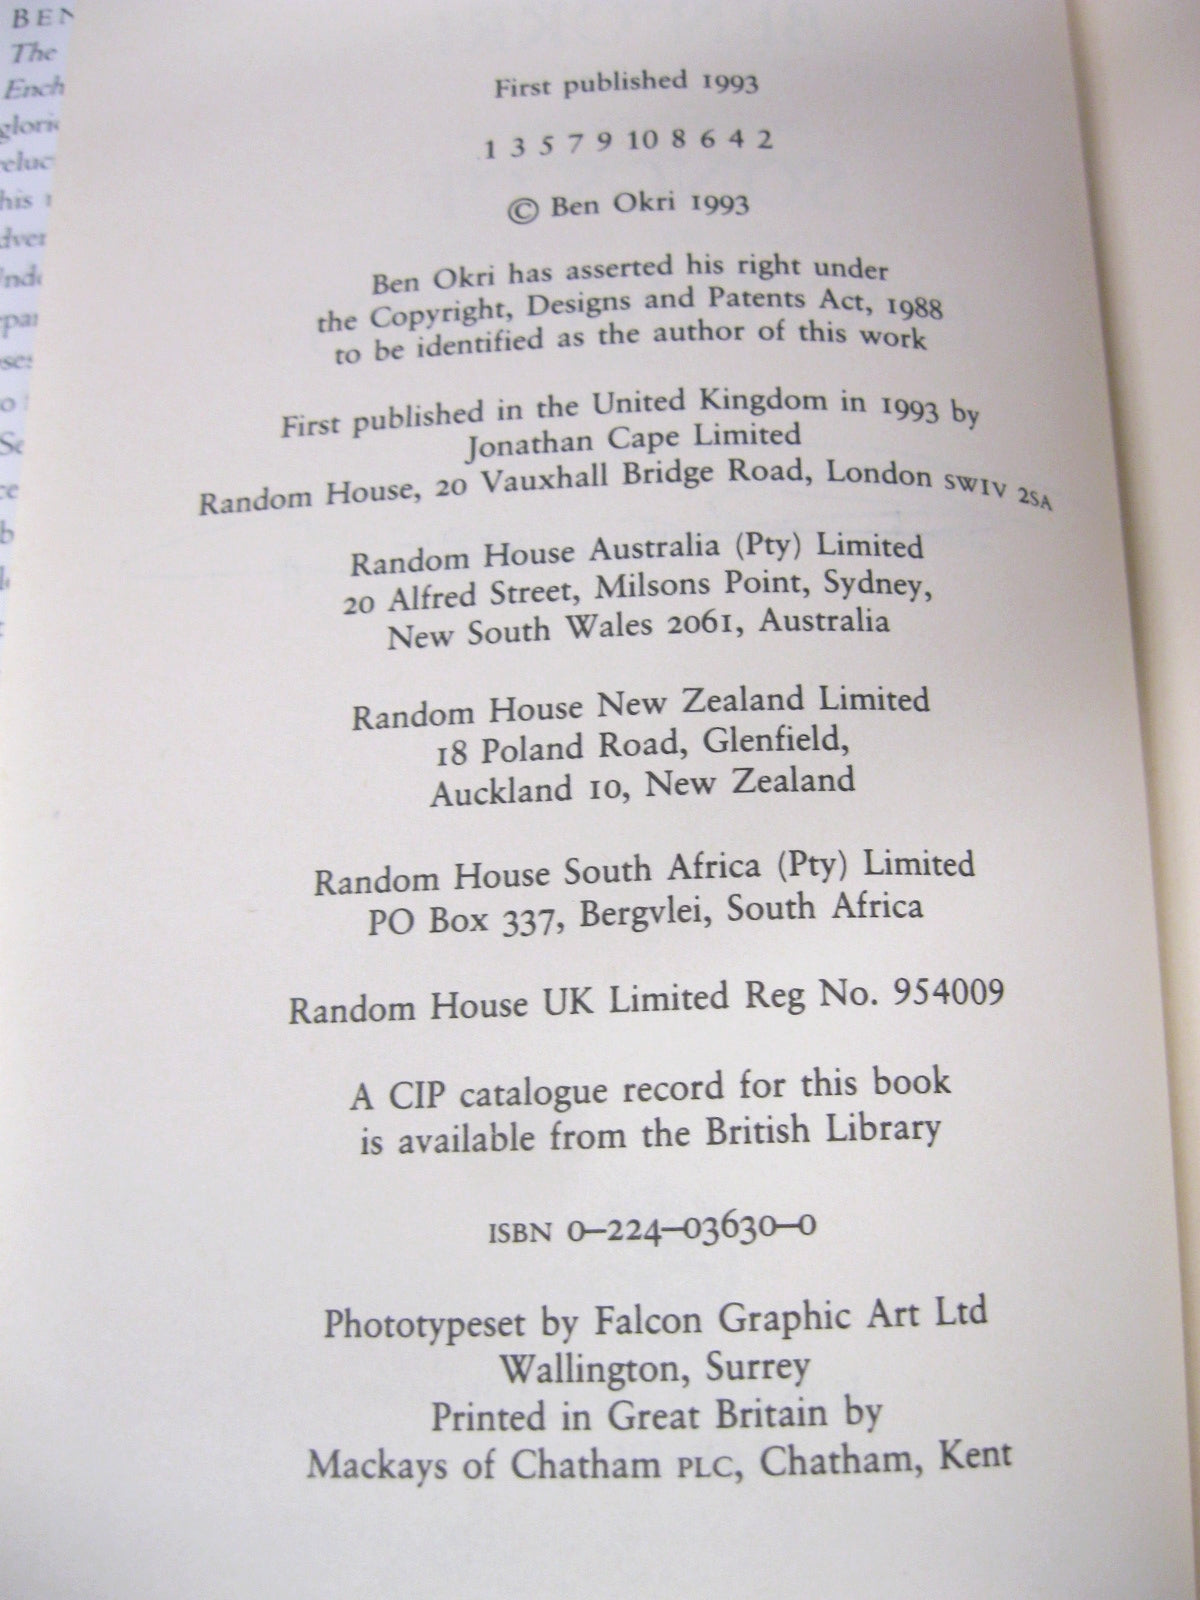 BEN
The
Ench
First published 1993
1 3 5 7 9 10 8 6 4 2
© Ben Okri 1993
Ben Okri has asserted his right under
the Copyright, Designs and Patents Act, 1988
to be identified as the author of this work
First published in the United Kingdom in 1993 by
Jonathan Cape Limited
Random House, 20 Vauxhall Bridge Road, London SW1V 2SA
Random House Australia (Pty) Limited
20 Alfred Street, Milsons Point, Sydney,
New South Wales 2061, Australia
Random House New Zealand Limited
18 Poland Road, Glenfield,
Auckland 10, New Zealand
Random House South Africa (Pty) Limited
PO Box 337, Bergvlei, South Africa
Random House UK Limited Reg No. 954009
A CIP catalogue record for this book
is available from the British Library
ISBN 0–224–03630–0
Phototypeset by Falcon Graphic Art Ltd
Wallington, Surrey
Printed in Great Britain by
Mackays of Chatham PLC, Chatham, Kent